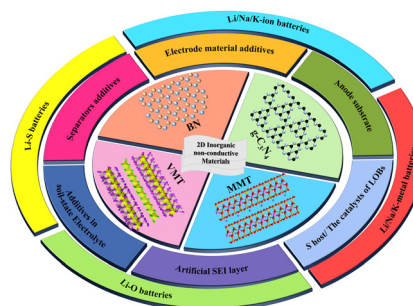 Li/Na/K-ion batteries
Electrode material additives
Li-S batteries
Separators additives
BN
g-C3N4
Anode substrate
2D Inorganic
non-conductive
Materials
VMT
MMT
Additives in
soil-state Electrolyte
S host/ The catalysts of LOBs
Li/Na/K-metal batteries
Artificial SEI layer
Li-O batteries